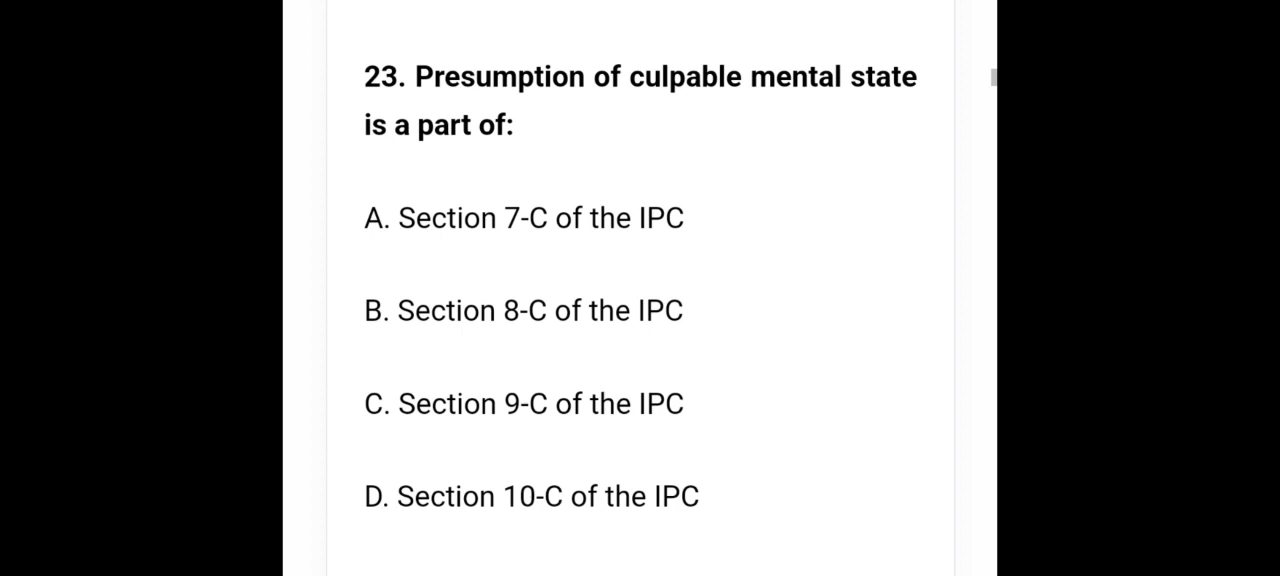 23. Presumption of culpable mental state
is a part of:
A. Section 7-C of the IPC
B. Section 8-C of the IPC
C. Section 9-C of the IPC
D. Section 10-C of the IPC